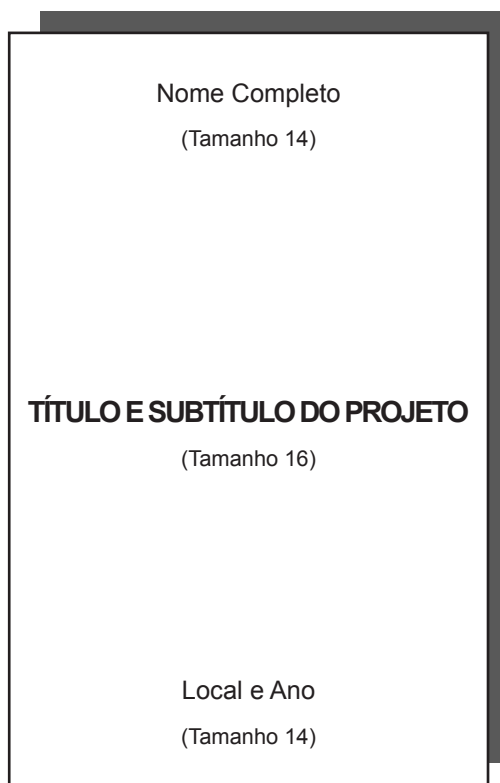 Nome Completo
(Tamanho 14)
TÍTULO E SUBTÍTULO DO PROJETO
(Tamanho 16)
Local e Ano
(Tamanho 14)